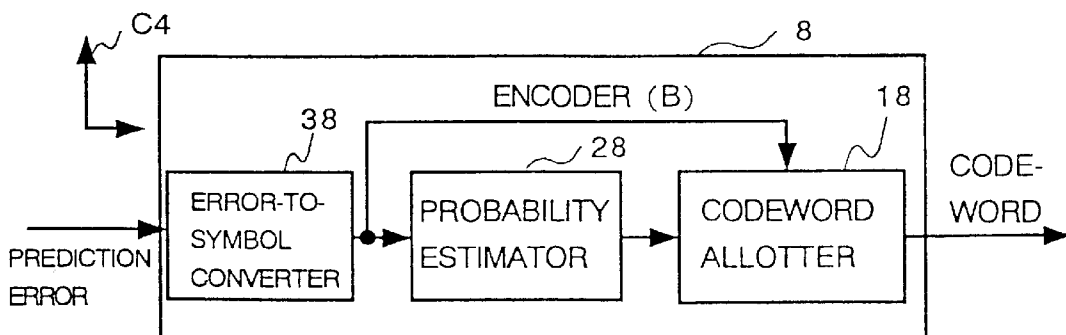 C4
8
ENCODER (B)
18
38
28
CODE-
WORD
ERROR-TO-
SYMBOL
CONVERTER
PROBABILITY
ESTIMATOR
CODEWORD
ALLOTTER
PREDICTION
ERROR